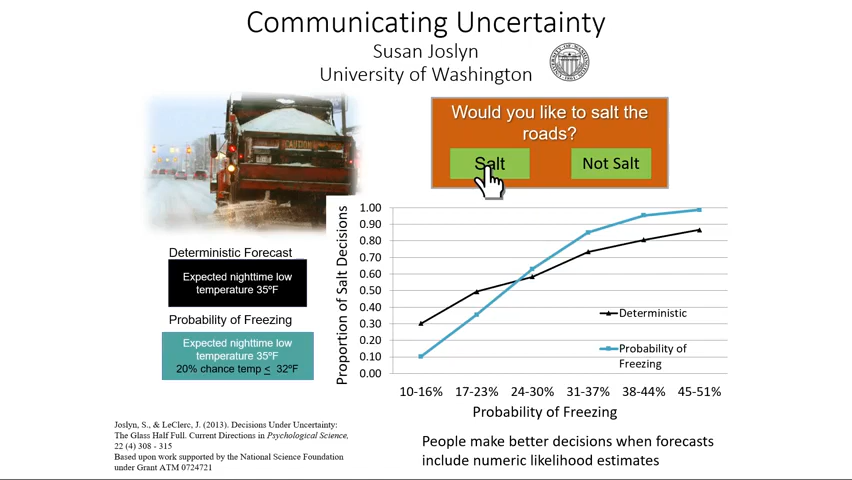 Communicating Uncertainty
Susan Joslyn
University of Washington
CAUTION
Would you like to salt the
roads?
Salt
Not Salt
Deterministic Forecast
Expected nighttime low
temperature 35°F
Probability of Freezing
Expected nighttime low
temperature 35°F
20% chance temp ≤ 32°F
Proportion of Salt Decisions
1.00
0.90
0.80
0.70
0.60
0.50
0.40
0.30
0.20
0.10
0.00
Deterministic
Probability of
Freezing
10-16% 17-23% 24-30% 31-37% 38-44% 45-51%
Probability of Freezing
Joslyn, S., & LeClerc, J. (2013). Decisions Under Uncertainty:
The Glass Half Full. Current Directions in Psychological Science,
22 (4) 308 - 315
Based upon work supported by the National Science Foundation
under Grant ATM 0724721
People make better decisions when forecasts
include numeric likelihood estimates